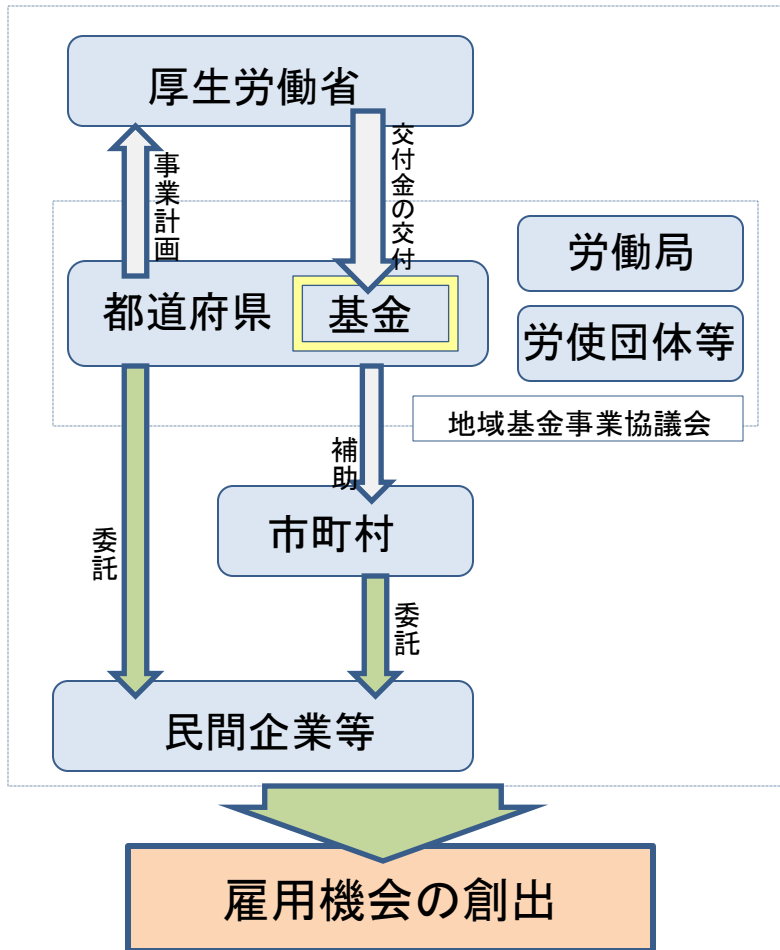 厚生労働省
事業計画
交付金の交付
労働局
都道府県
基金
労使団体等
地域基金事業協議会
補助
市町村
委託
委託
民間企業等
雇用機会の創出